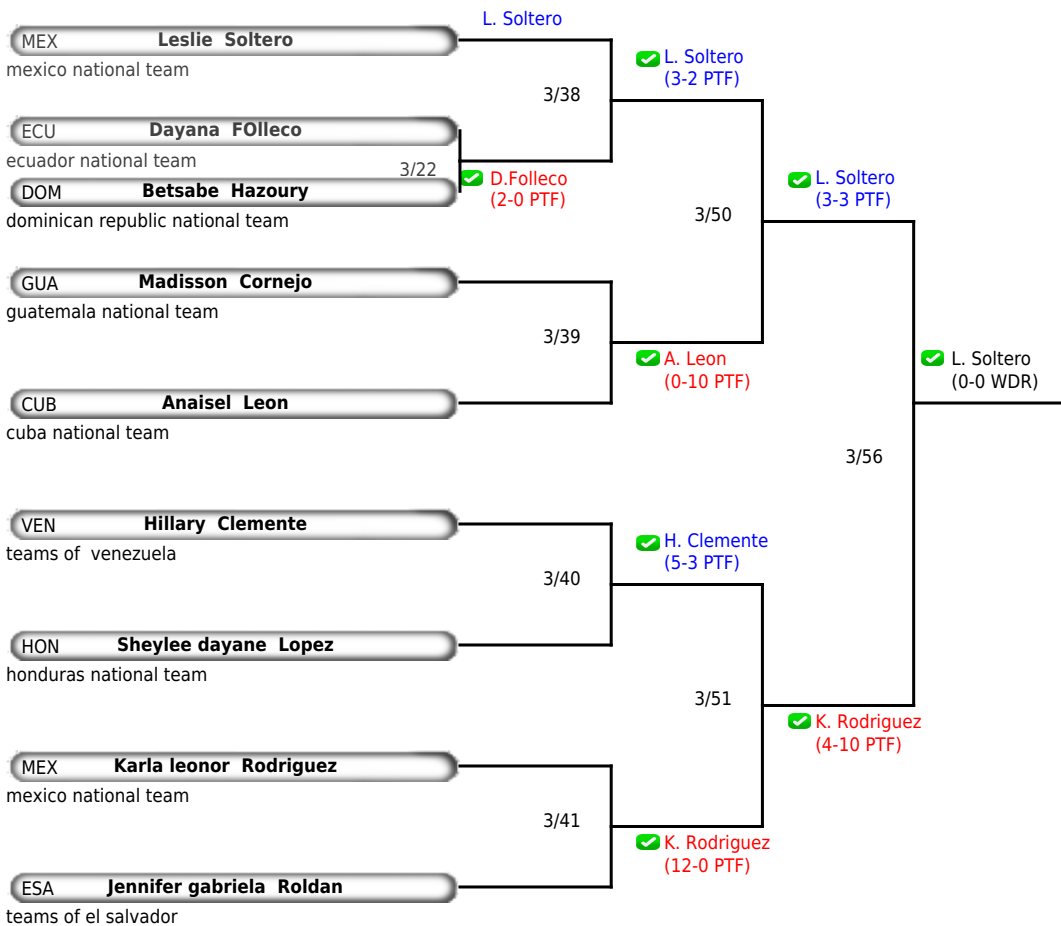 L. Soltero
MEX Leslie Soltero
mexico national team
L. Soltero
(3-2 PTF)
3/38
ECU Dayana FOlleco
ecuador national team
3/22
D.Folleco
(2-0 PTF)
DOM Betsabe Hazoury
dominican republic national team
L. Soltero
(3-3 PTF)
3/50
GUA Madisson Cornejo
guatemala national team
3/39
A. Leon
(0-10 PTF)
L. Soltero
(0-0 WDR)
CUB Anaisel Leon
cuba national team
3/56
VEN Hillary Clemente
teams of venezuela
H. Clemente
(5-3 PTF)
3/40
HON Sheylee dayane Lopez
honduras national team
3/51
K. Rodriguez
(4-10 PTF)
MEX Karla leonor Rodriguez
mexico national team
3/41
K. Rodriguez
(12-0 PTF)
ESA Jennifer gabriela Roldan
teams of el salvador